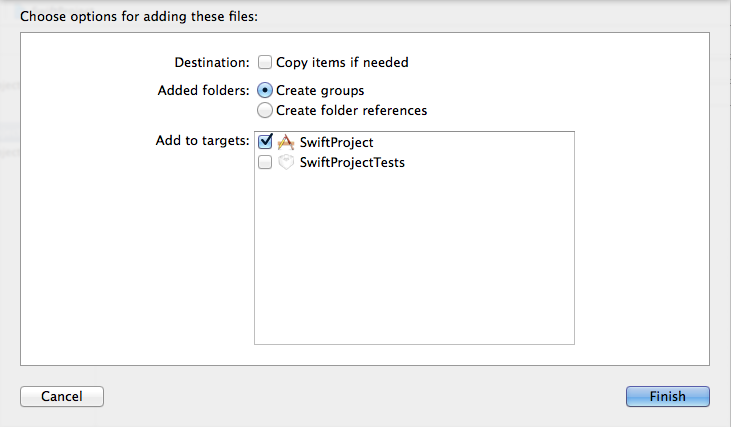 Choose options for adding these files:
Destination: Copy items if needed
Added folders: Create groups
Create folder references
Add to targets: SwiftProject
SwiftProjectTests
Cancel Finish